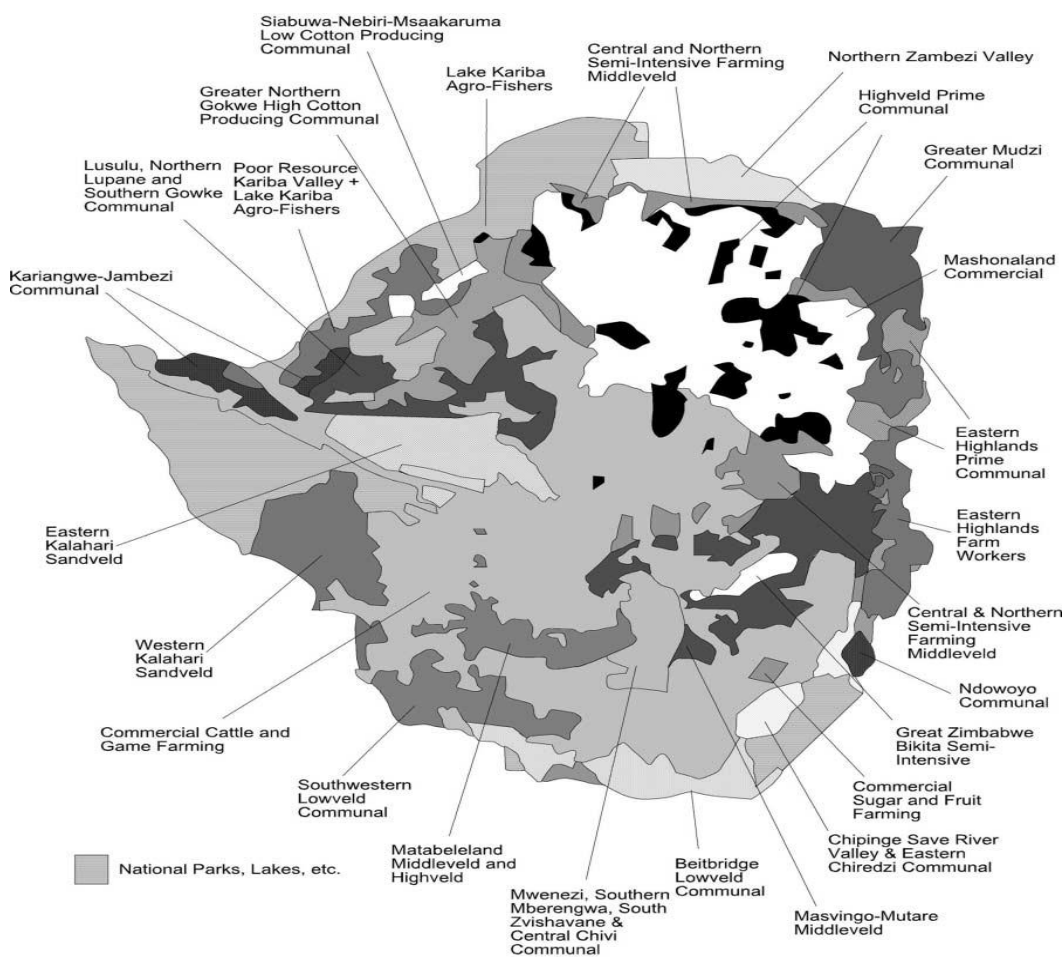 Siabuwa-Nebiri-Msaakaruma
Low Cotton Producing
Communal
Lake Kariba
Agro-Fishers
Central and Northern
Semi-Intensive Farming
Middleveld
Northern Zambezi Valley
Greater Northern
Gokwe High Cotton
Producing Communal
Highveld Prime
Communal
Greater Mudzi
Communal
Lusulu, Northern
Lupane and
Southern Gowke
Communal
Poor Resource
Kariba Valley +
Lake Kariba
Agro-Fishers
Mashonaland
Commercial
Kariangwe-Jambezi
Communal
Eastern
Highlands
Prime
Communal
Eastern
Kalahari
Sandveld
Eastern
Highlands
Farm
Workers
Western
Kalahari
Sandveld
Central & Northern
Semi-Intensive
Farming
Middleveld
Ndowoyo
Communal
Commercial Cattle and
Game Farming
Great Zimbabwe
Bikita Semi-
Intensive
Southwestern
Lowveld
Communal
Commercial
Sugar and Fruit
Farming
Matabeleland
Middleveld and
Highveld
Beitbridge
Lowveld
Communal
Chipinge Save River
Valley & Eastern
Chiredzi Communal
National Parks, Lakes, etc.
Mwenezi, Southern
Mberengwa, South
Zvishavane &
Central Chivi
Communal
Masvingo-Mutare
Middleveld